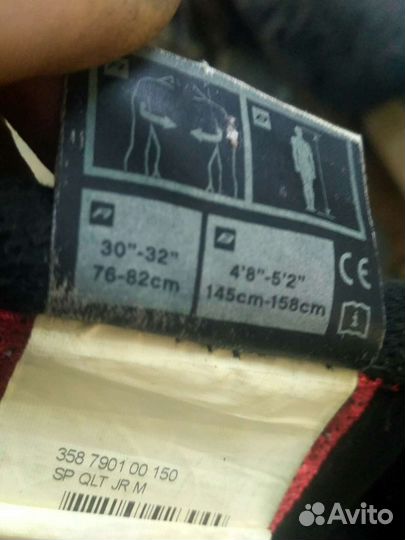 30"-32"
76-82cm
4'8"-5'2"
145cm-158cm
CE
358 7901 00 150
SP QLT JR M
Avito